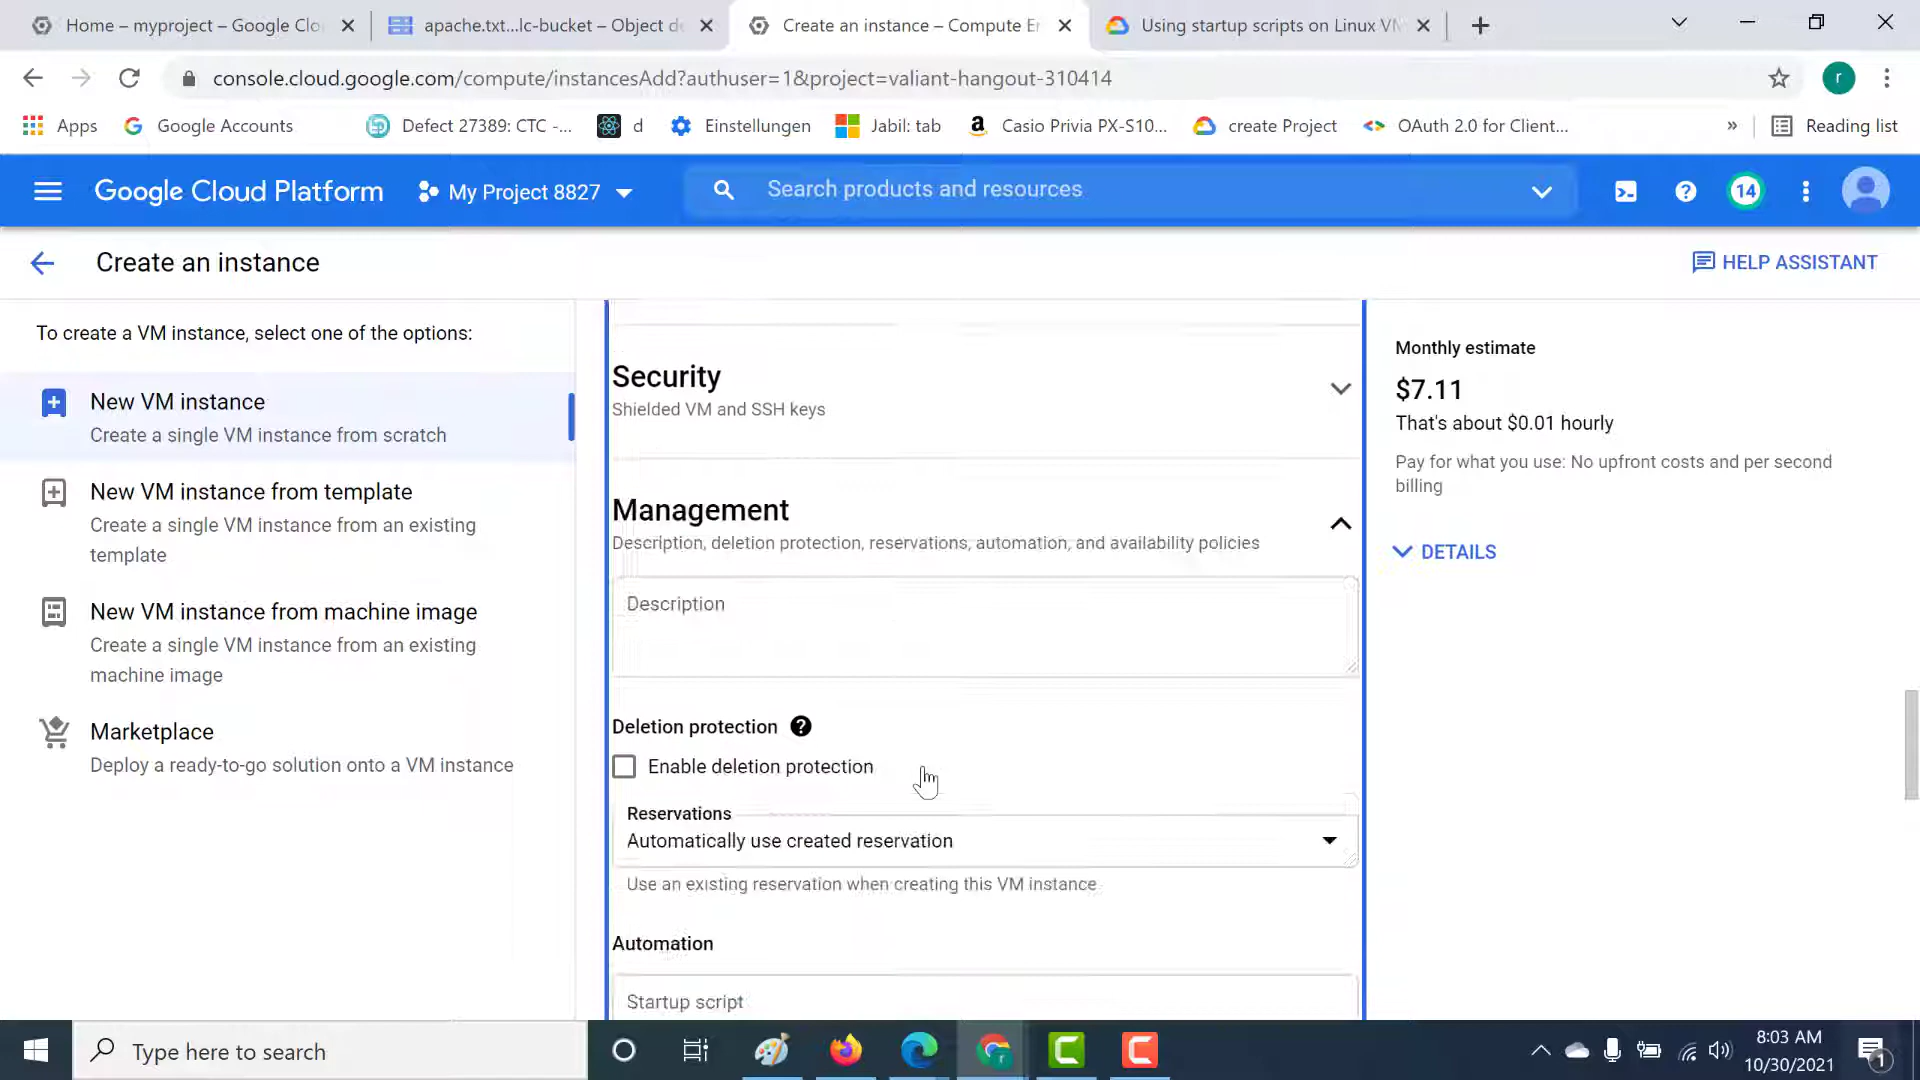 Home – myproject – Google Clo
apache.txt...lc-bucket – Object de
Create an instance – Compute En
Using startup scripts on Linux VM
console.cloud.google.com/compute/instancesAdd?authuser=1&project=valiant-hangout-310414
r
Apps
Google Accounts
Defect 27389: CTC -...
d
Einstellungen
Jabil: tab
Casio Privia PX-S10...
create Project
OAuth 2.0 for Client...
»
Reading list
Google Cloud Platform
My Project 8827
Search products and resources
14
Create an instance
HELP ASSISTANT
To create a VM instance, select one of the options:
New VM instance
Create a single VM instance from scratch
New VM instance from template
Create a single VM instance from an existing
template
New VM instance from machine image
Create a single VM instance from an existing
machine image
Marketplace
Deploy a ready-to-go solution onto a VM instance
Security
Shielded VM and SSH keys
Management
Description, deletion protection, reservations, automation, and availability policies
Description
Deletion protection
Enable deletion protection
Reservations
Automatically use created reservation
Use an existing reservation when creating this VM instance
Automation
Startup script
Monthly estimate
$7.11
That's about $0.01 hourly
Pay for what you use: No upfront costs and per second
billing
DETAILS
Type here to search
8:03 AM
10/30/2021
1